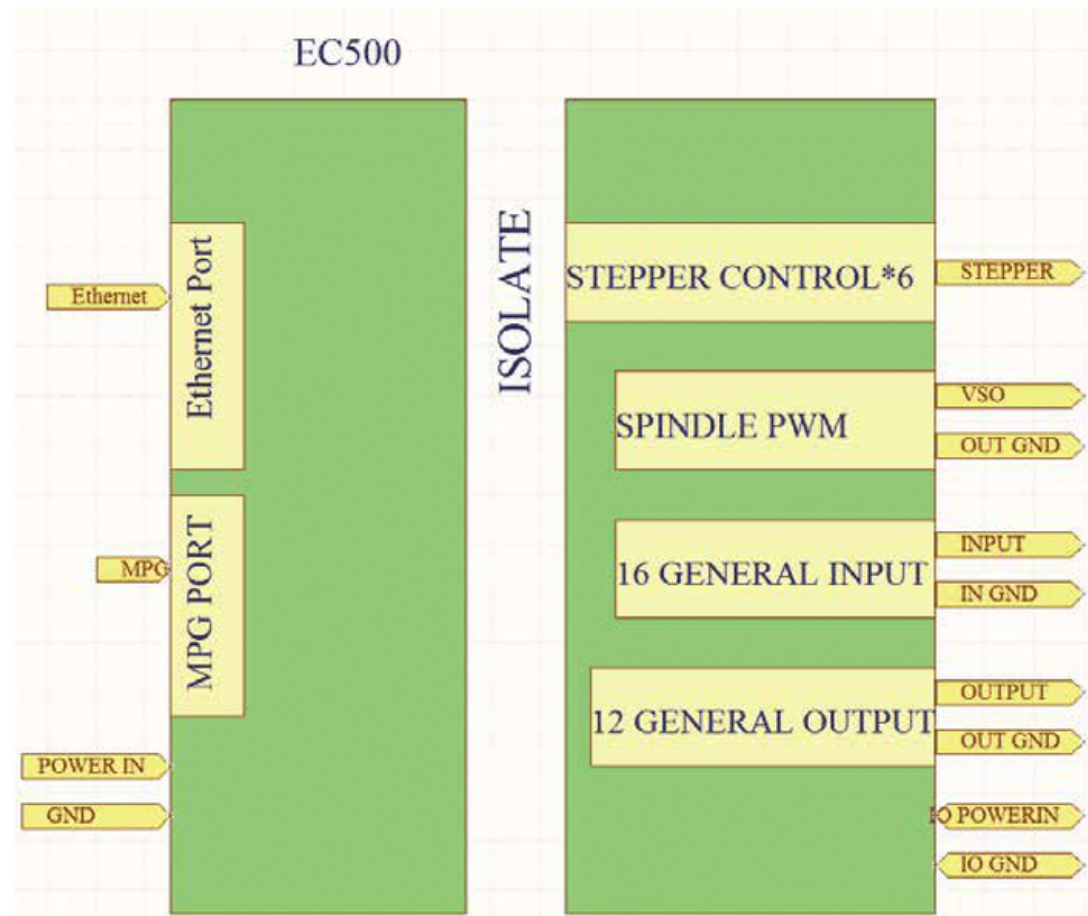 EC500
Ethernet
Ethernet Port
MPG
MPG PORT
POWER IN
GND
ISOLATE
STEPPER CONTROL*6
STEPPER
SPINDLE PWM
VSO
OUT GND
16 GENERAL INPUT
INPUT
IN GND
12 GENERAL OUTPUT
OUTPUT
OUT GND
IO POWERIN
IO GND